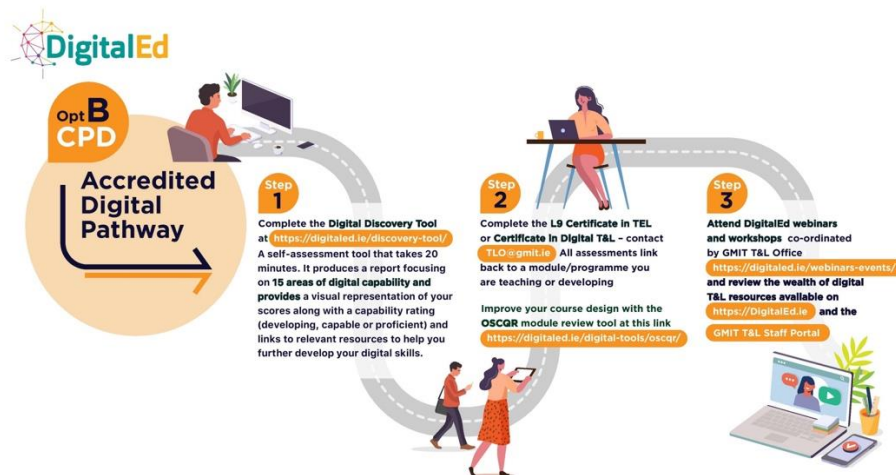 DigitalEd
Opt B
CPD
Accredited
Digital
Pathway
Step
1
Complete the Digital Discovery Tool
at https://digitaled.ie/discovery-tool/
A self-assessment tool that takes 20
minutes. It produces a report focusing
on 15 areas of digital capability and
provides a visual representation of your
scores along with a capability rating
(developing, capable or proficient) and
links to relevant resources to help you
further develop your digital skills.
Step
2
Complete the L9 Certificate in TEL
or Certificate in Digital T&L – contact
TLO@gmit.ie All assessments link
back to a module/programme you
are teaching or developing
Improve your course design with the
OSCQR module review tool at this link
https://digitaled.ie/digital-tools/oscqr/
Step
3
Attend DigitalEd webinars
and workshops co-ordinated
by GMIT T&L Office
https://digitaled.ie/webinars-events/
and review the wealth of digital
T&L resources available on
https://DigitalEd.ie and the
GMIT T&L Staff Portal